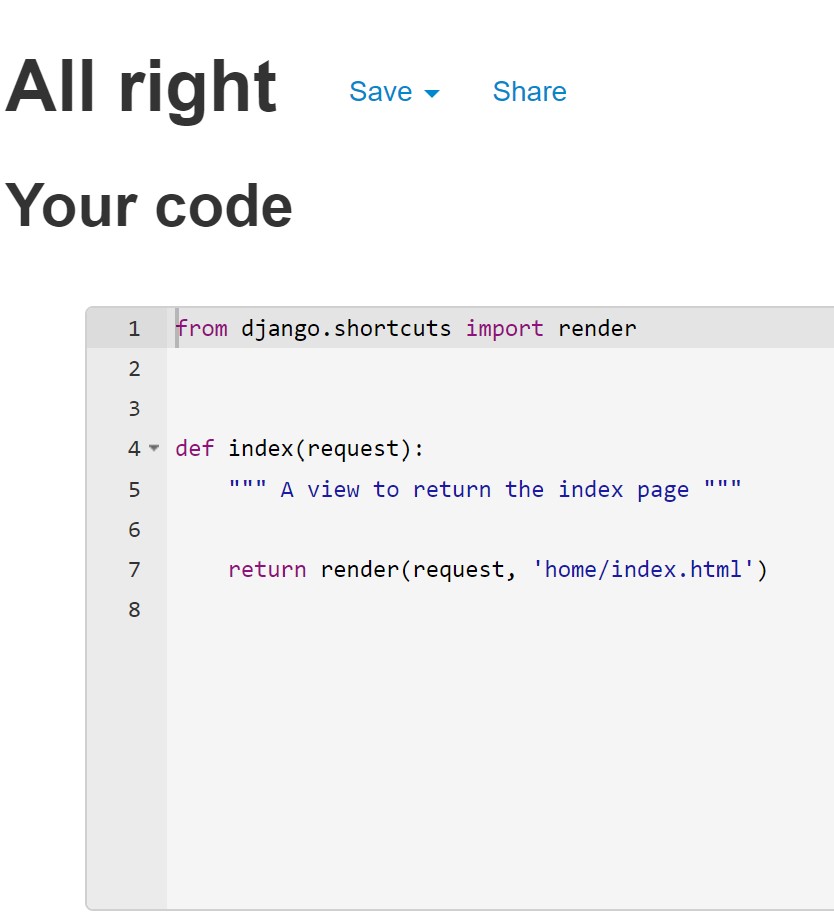 All right Save Share
Your code
1 from django.shortcuts import render
2
3
4 def index(request):
5     """ A view to return the index page """
6
7     return render(request, 'home/index.html')
8